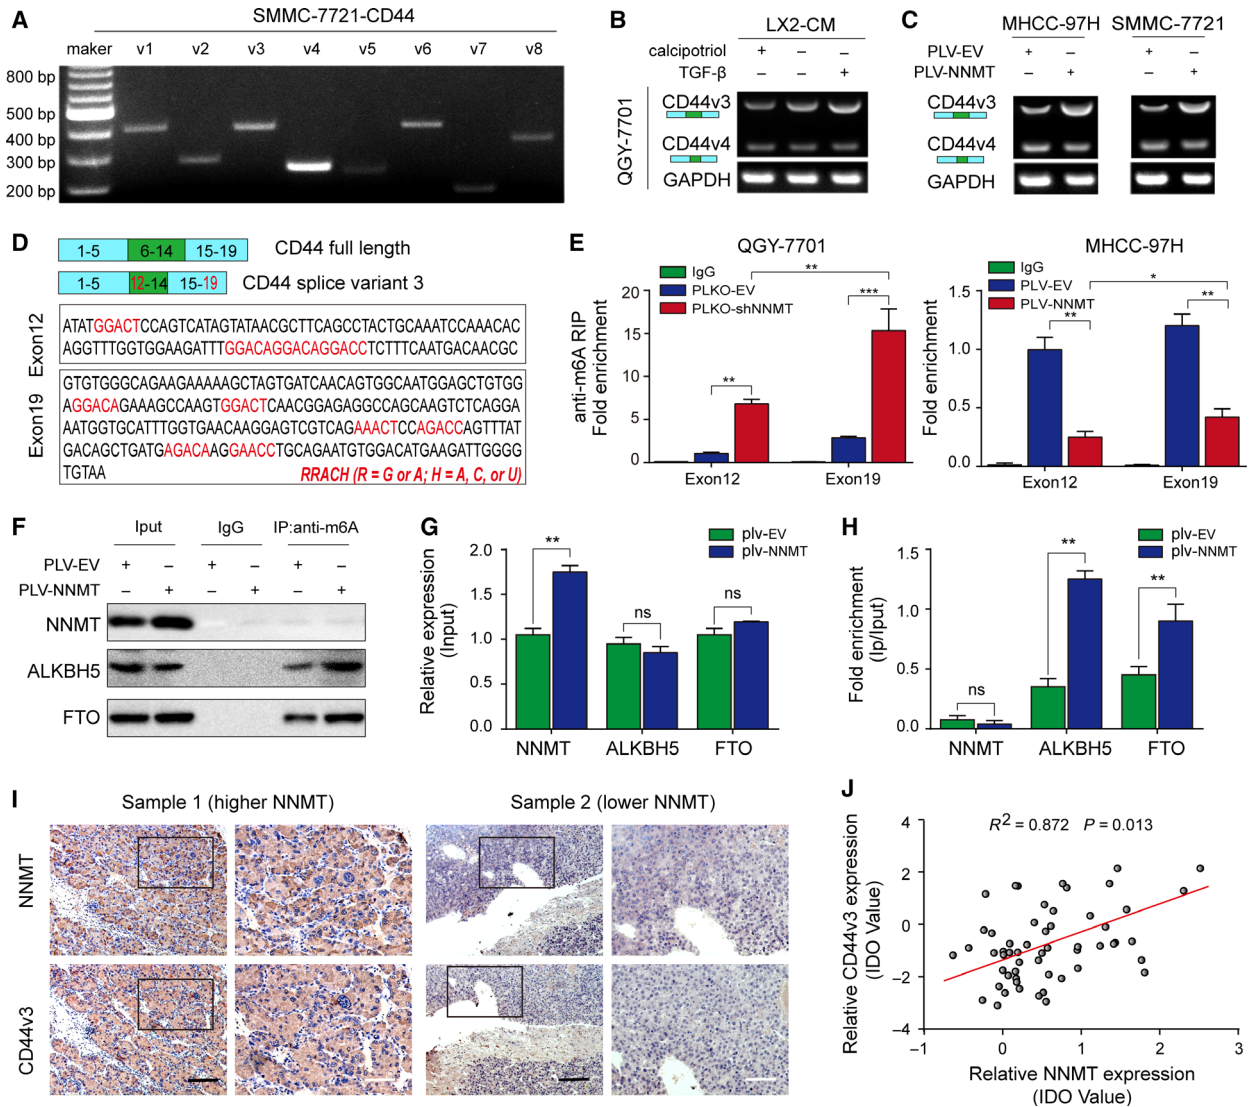 A
SMMC-7721-CD44
maker v1 v2 v3 v4 v5 v6 v7 v8
800 bp
500 bp
400 bp
300 bp
200 bp
B
LX2-CM
calcipotriol + – –
TGF-β – – +
QGY-7701
CD44v3
CD44v4
GAPDH
C
MHCC-97H SMMC-7721
PLV-EV + – + –
PLV-NNMT – + – +
CD44v3
CD44v4
GAPDH
D
1-5 6-14 15-19 CD44 full length
1-5 12-14 15-19 CD44 splice variant 3
Exon12
ATATGGACTCCAGTCATAGTATAACGCTTCAGCCTACTGCAAATCCAAACAC
AGGTTTGGTGGAAGATTTGGACAGGACAGGACCTCTTTCAATGACAACGC
Exon19
GTGTGGGCAGAAGAAAAAGCTAGTGATCAACAGTGGCAATGGAGCTGTGG
AGGACAGAAAGCCAAGTGGACTCAACGGAGAGGCCAGCAAGTCTCAGGA
AATGGTGCATTTGGTGAACAAGGAGTCGTCAGAAACTCCAGACCAGTTTAT
GACAGCTGATGAGACAAGGAACCTGCAGAATGTGGACATGAAGATTGGGG
TGTAA
RRACH (R = G or A; H = A, C, or U)
E
QGY-7701
IgG
PLKO-EV
PLKO-shNNMT
anti-m6A RIP
Fold enrichment
20
15
10
5
0
**
***
**
Exon12 Exon19
MHCC-97H
IgG
PLV-EV
PLV-NNMT
Fold enrichment
1.5
1.0
0.5
0.0
*
**
**
Exon12 Exon19
F
Iput IgG IP:anti-m6A
PLV-EV + – + – + –
PLV-NNMT – + – + – +
NNMT
ALKBH5
FTO
G
plv-EV
plv-NNMT
Relative expression
(Input)
2.0
1.5
1.0
0.5
0.0
**
ns
ns
NNMT ALKBH5 FTO
H
plv-EV
plv-NNMT
Fold enrichment
(Ip/Iput)
1.5
1.0
0.5
0.0
ns
**
**
NNMT ALKBH5 FTO
I
Sample 1 (higher NNMT) Sample 2 (lower NNMT)
NNMT
CD44v3
J
R2 = 0.872 P = 0.013
Relative CD44v3 expression
(IDO Value)
4
2
0
−2
−4
−1 0 1 2 3
Relative NNMT expression
(IDO Value)